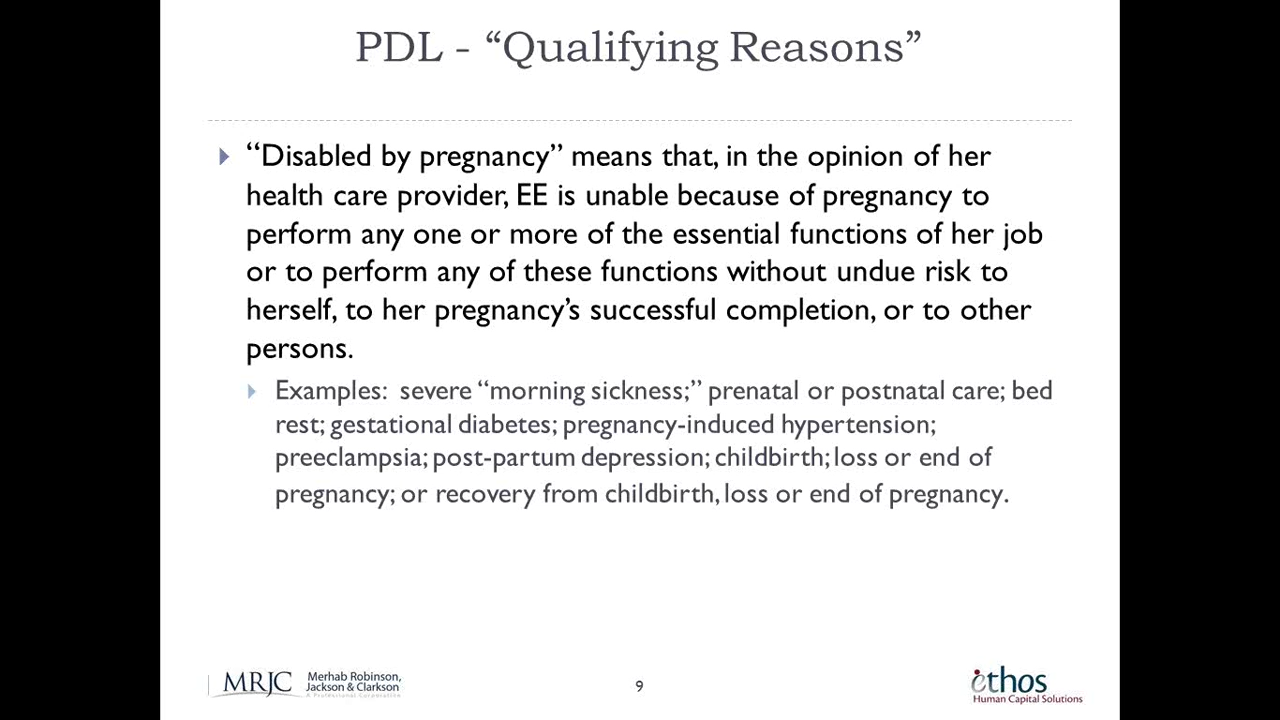 PDL - “Qualifying Reasons”
“Disabled by pregnancy” means that, in the opinion of her
health care provider, EE is unable because of pregnancy to
perform any one or more of the essential functions of her job
or to perform any of these functions without undue risk to
herself, to her pregnancy’s successful completion, or to other
persons.
Examples: severe “morning sickness;” prenatal or postnatal care; bed
rest; gestational diabetes; pregnancy-induced hypertension;
preeclampsia; post-partum depression; childbirth; loss or end of
pregnancy; or recovery from childbirth, loss or end of pregnancy.
MRJC
Merhab Robinson,
Jackson & Clarkson
A Professional Corporation
9
ethos
Human Capital Solutions